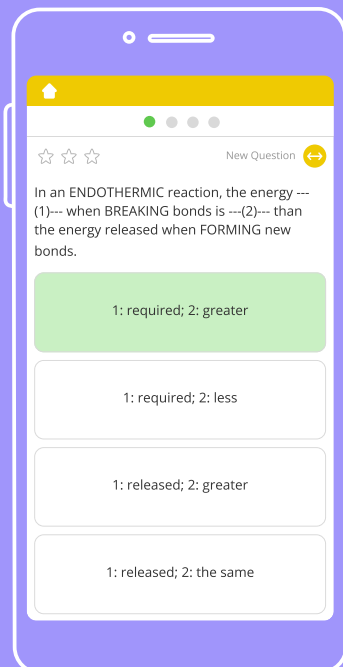 New Question
In an ENDOTHERMIC reaction, the energy ---
(1)--- when BREAKING bonds is ---(2)--- than
the energy released when FORMING new
bonds.
1: required; 2: greater
1: required; 2: less
1: released; 2: greater
1: released; 2: the same